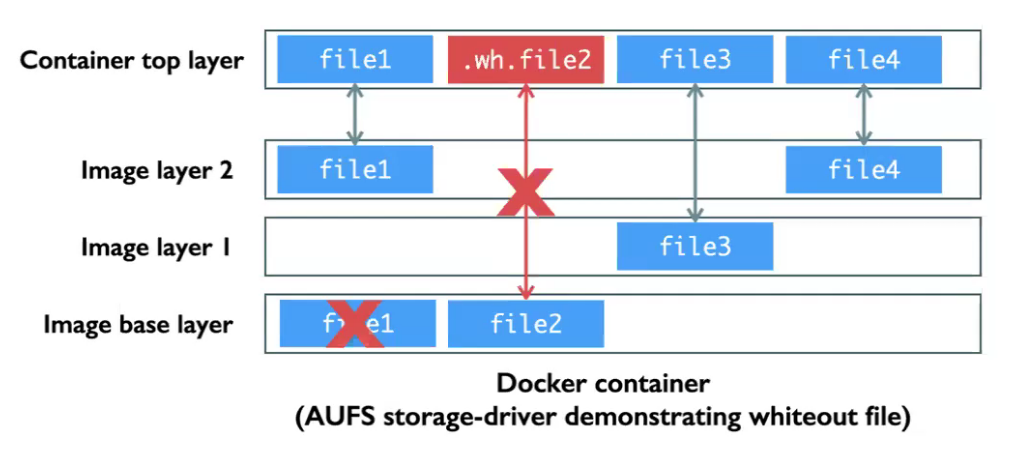 Container top layer file1 .wh.file2 file3 file4
Image layer 2 file1 file4
Image layer 1 file3
Image base layer file1 file2
Docker container
(AUFS storage-driver demonstrating whiteout file)